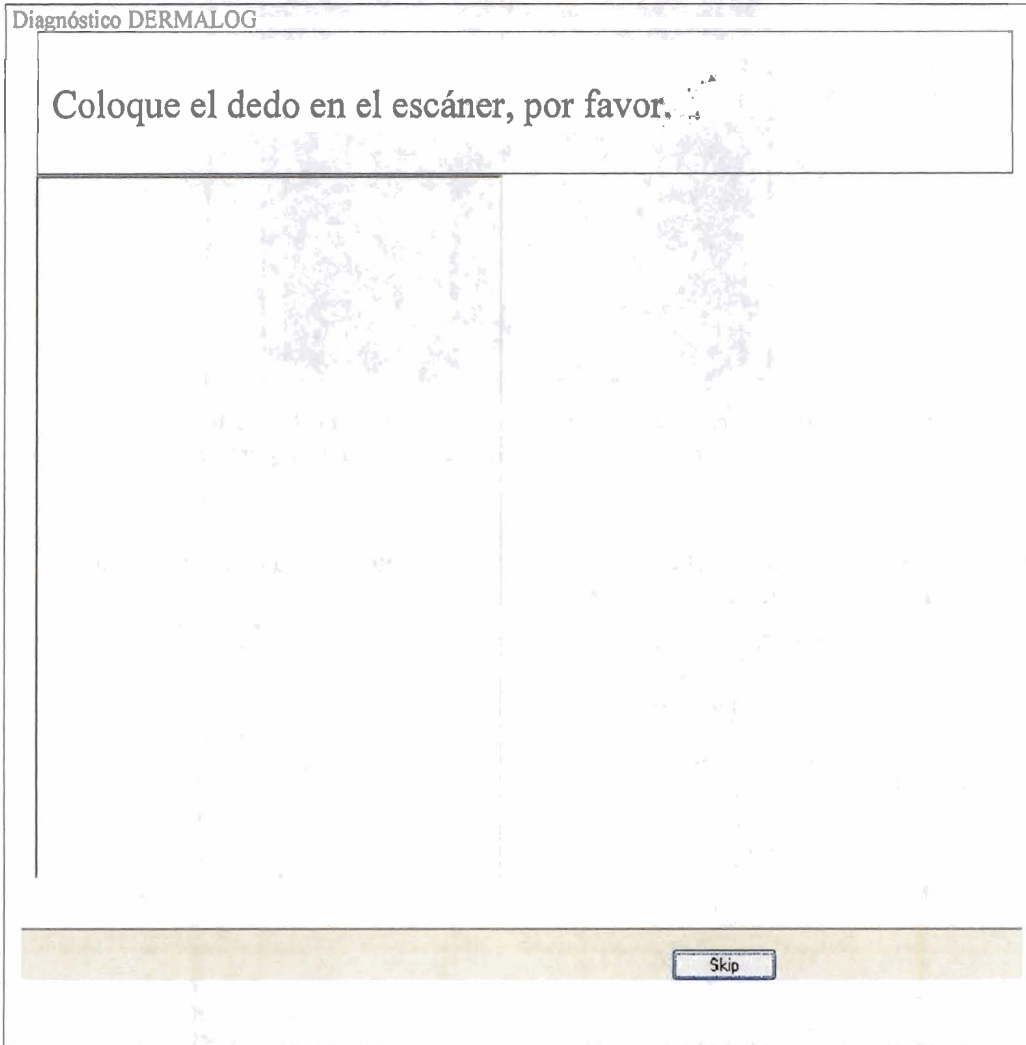 Diagnóstico DERMALOG
Coloque el dedo en el escáner, por favor.
Skip